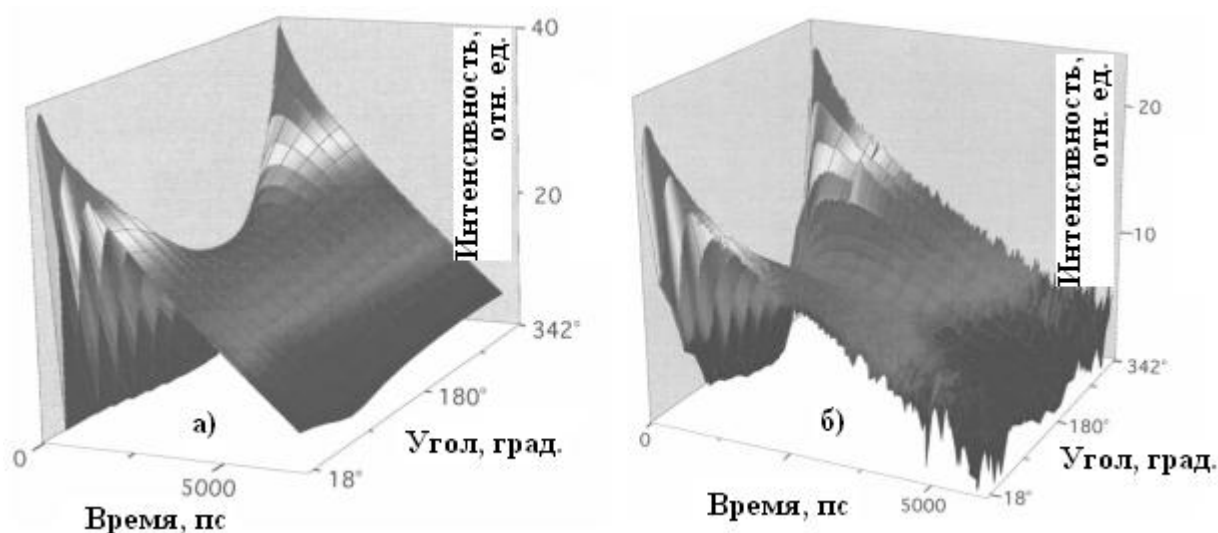 40
Интенсивность,
отн. ед.
20
342°
180°
18°
а)
Угол, град.
0
5000
Время, пс
20
Интенсивность,
отн. ед.
10
342°
180°
18°
б)
Угол, град.
0
5000
Время, пс